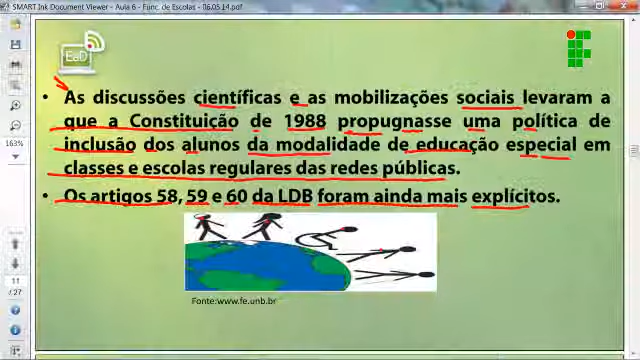 SMART Ink Document Viewer - Aula 6 - Func. de Escolas - 06.05.14.pdf
EaD
• As discussões científicas e as mobilizações sociais levaram a
que a Constituição de 1988 propugnasse uma política de
inclusão dos alunos da modalidade de educação especial em
classes e escolas regulares das redes públicas.
• Os artigos 58, 59 e 60 da LDB foram ainda mais explícitos.
Fonte:www.fe.unb.br
163%
11
/ 27